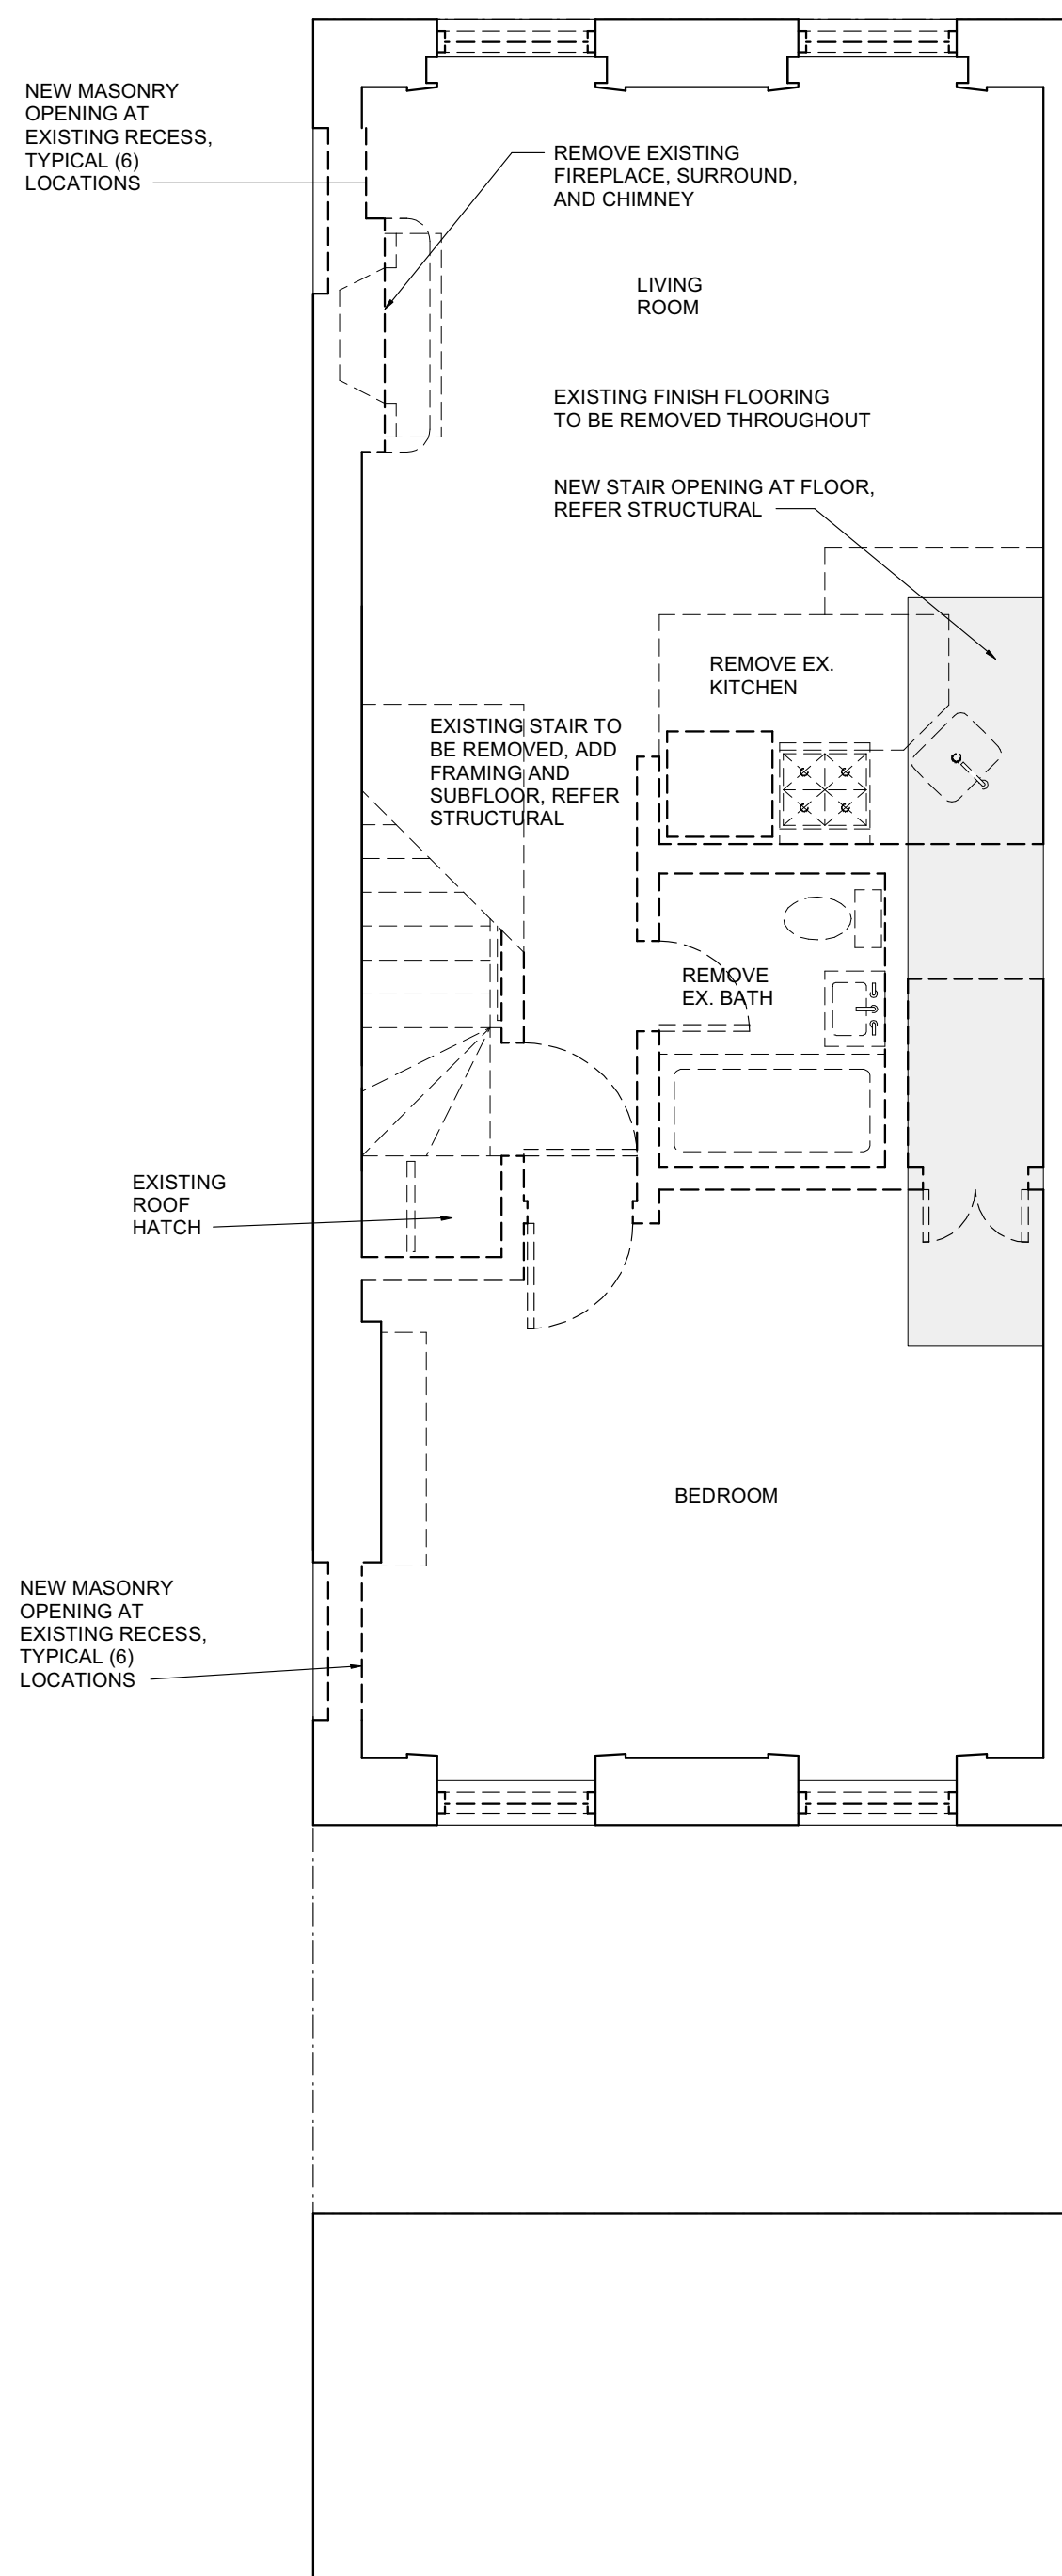 NEW MASONRY
OPENING AT
EXISTING RECESS,
TYPICAL (6)
LOCATIONS
REMOVE EXISTING
FIREPLACE, SURROUND,
AND CHIMNEY
LIVING
ROOM
EXISTING FINISH FLOORING
TO BE REMOVED THROUGHOUT
NEW STAIR OPENING AT FLOOR,
REFER STRUCTURAL
REMOVE EX.
KITCHEN
EXISTING STAIR TO
BE REMOVED, ADD
FRAMING AND
SUBFLOOR, REFER
STRUCTURAL
REMOVE
EX. BATH
EXISTING
ROOF
HATCH
BEDROOM
NEW MASONRY
OPENING AT
EXISTING RECESS,
TYPICAL (6)
LOCATIONS